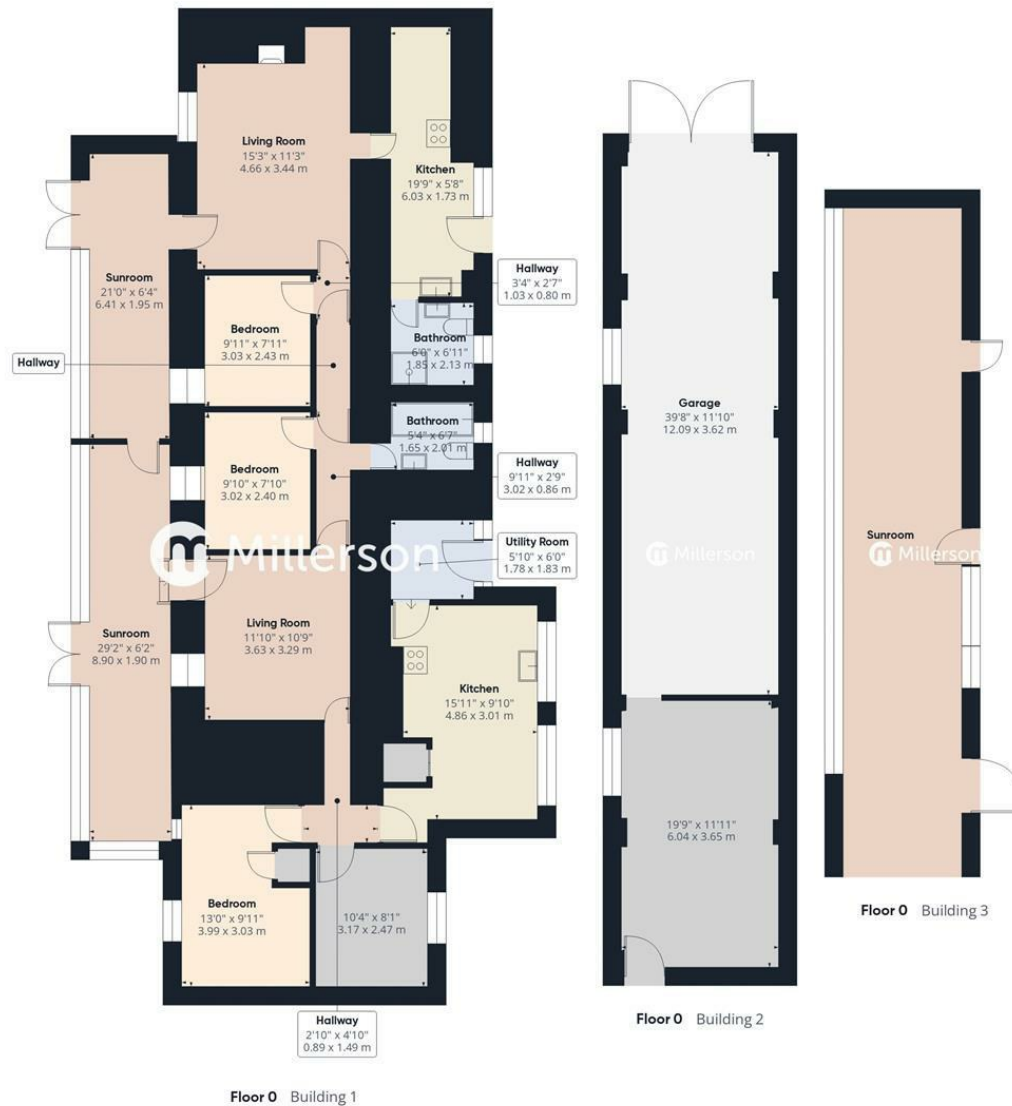 Living Room
15'3" x 11'3"
4.66 x 3.44 m
Kitchen
19'9" x 5'8"
6.03 x 1.73 m
Sunroom
21'0" x 6'4"
6.41 x 1.95 m
Hallway
3'4" x 2'7"
1.03 x 0.80 m
Bedroom
9'11" x 7'11"
3.03 x 2.43 m
Bathroom
6'0" x 6'11"
1.85 x 2.13 m
Hallway
Bathroom
5'4" x 6'7"
1.65 x 2.01 m
Bedroom
9'10" x 7'10"
3.02 x 2.40 m
Hallway
9'11" x 2'9"
3.02 x 0.86 m
Millerson
Utility Room
5'10" x 6'0"
1.78 x 1.83 m
Sunroom
29'2" x 6'2"
8.90 x 1.90 m
Living Room
11'10" x 10'9"
3.63 x 3.29 m
Kitchen
15'11" x 9'10"
4.86 x 3.01 m
Bedroom
13'0" x 9'11"
3.99 x 3.03 m
10'4" x 8'1"
3.17 x 2.47 m
Hallway
2'10" x 4'10"
0.89 x 1.49 m
Floor 0 Building 1
Garage
39'8" x 11'10"
12.09 x 3.62 m
Millerson
19'9" x 11'11"
6.04 x 3.65 m
Floor 0 Building 2
Sunroom
Millerson
Floor 0 Building 3